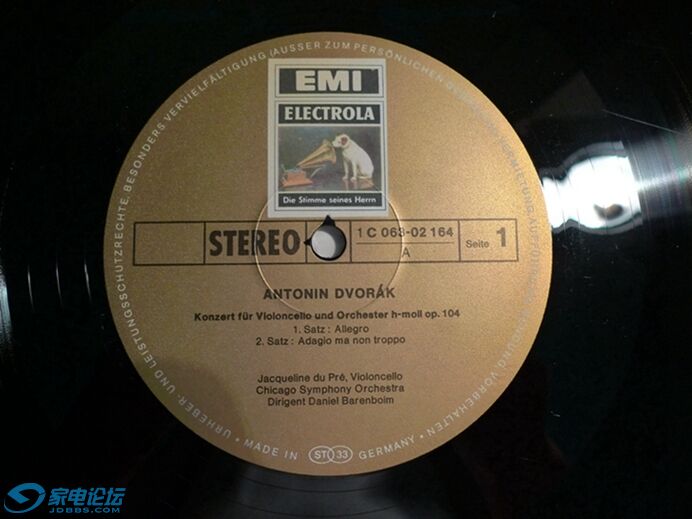 URHEBER- UND LEISTUNGSSCHUTZRECHTE, BESONDERS VERVIELFÄLTIGUNG (AUSSER ZUM PERSÖNLICHEN
VORBEHALTEN
EMI
ELECTROLA
Die Stimme seines Herrn
STEREO
1 C 063-02 164
A
Seite 1
ANTONIN DVORÁK
Konzert für Violoncello und Orchester h-moll op. 104
1. Satz: Allegro
2. Satz: Adagio ma non troppo
Jacqueline du Pré, Violoncello
Chicago Symphony Orchestra
Dirigent Daniel Barenboim
• MADE IN ST 33 GERMANY •
家电论坛
JDBBS.COM